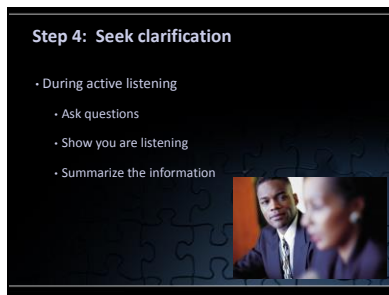 Step 4:  Seek clarification
• During active listening
• Ask questions
• Show you are listening
• Summarize the information